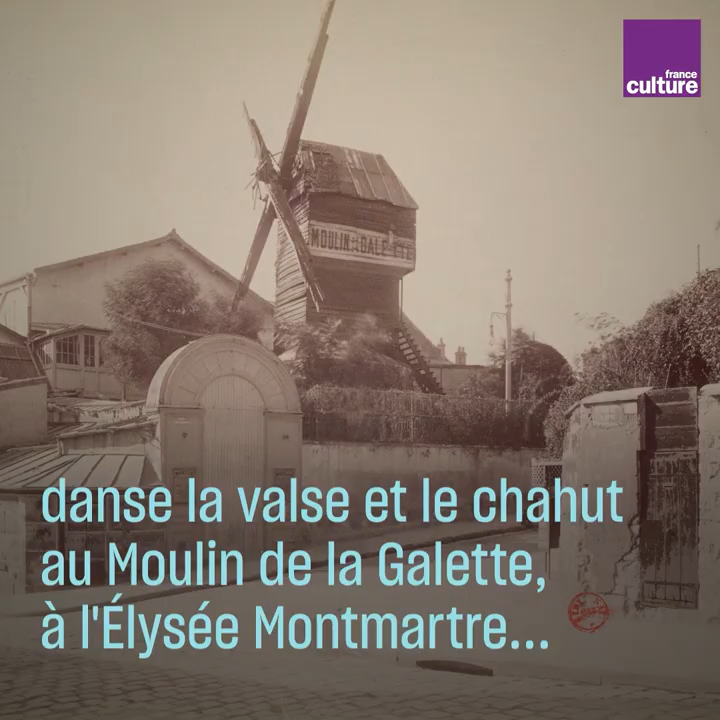 france
culture
MOULIN DE LA GALETTE
danse la valse et le chahut
au Moulin de la Galette,
à l'Élysée Montmartre...